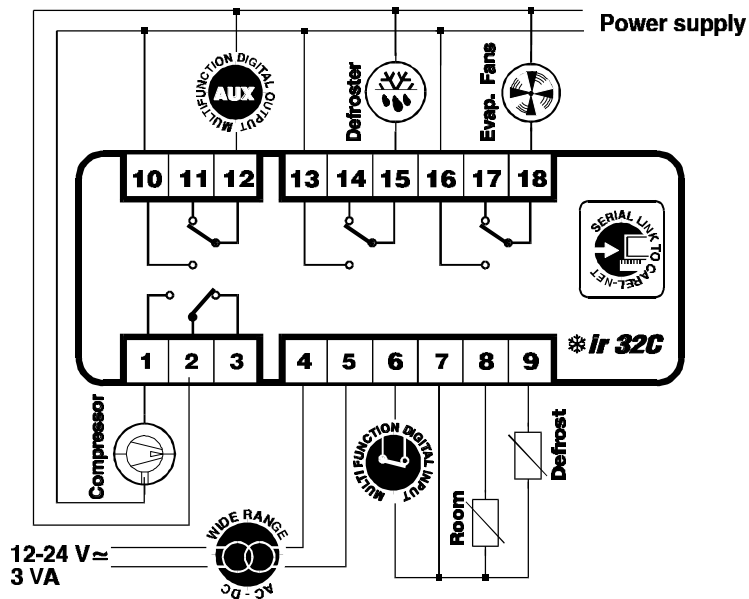 Power supply
MULTIFUNCTION DIGITAL OUTPUT
AUX
Defroster
Evap. Fans
10 11 12 13 14 15 16 17 18
SERIAL LINK TO CAREL-NET
ir 32C
1 2 3 4 5 6 7 8 9
Compressor
MULTIFUNCTION DIGITAL INPUT
Defrost
Room
WIDE RANGE
AC - DC
12-24 V≃
3 VA